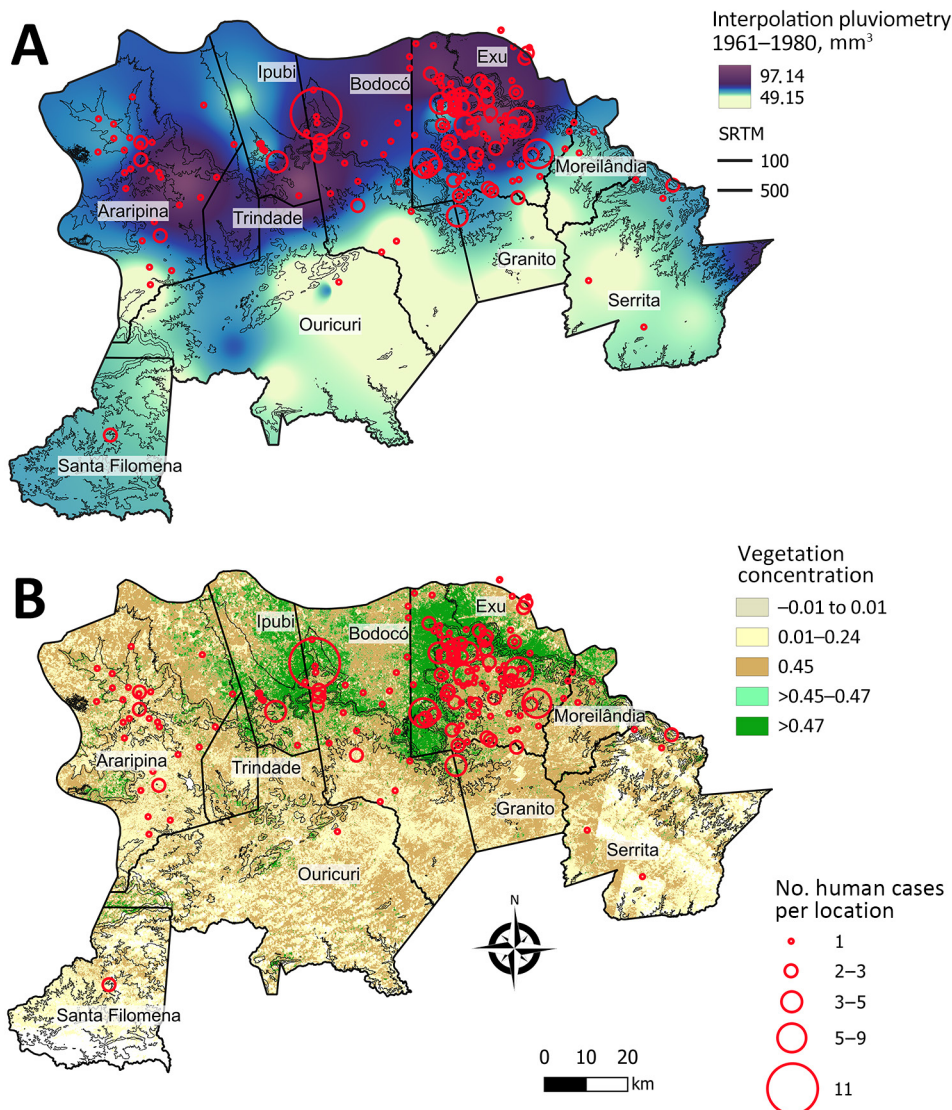 A
Interpolation pluviometry
1961–1980, mm³
97.14
49.15
SRTM
100
500
Ipubi
Exu
Bodocó
Moreilândia
Araripina
Trindade
Granito
Serrita
Ouricuri
Santa Filomena
B
Vegetation
concentration
–0.01 to 0.01
0.01–0.24
0.45
>0.45–0.47
>0.47
Ipubi
Exu
Bodocó
Moreilândia
Araripina
Trindade
Granito
Serrita
Ouricuri
Santa Filomena
N
0 10 20
km
No. human cases
per location
1
2–3
3–5
5–9
11